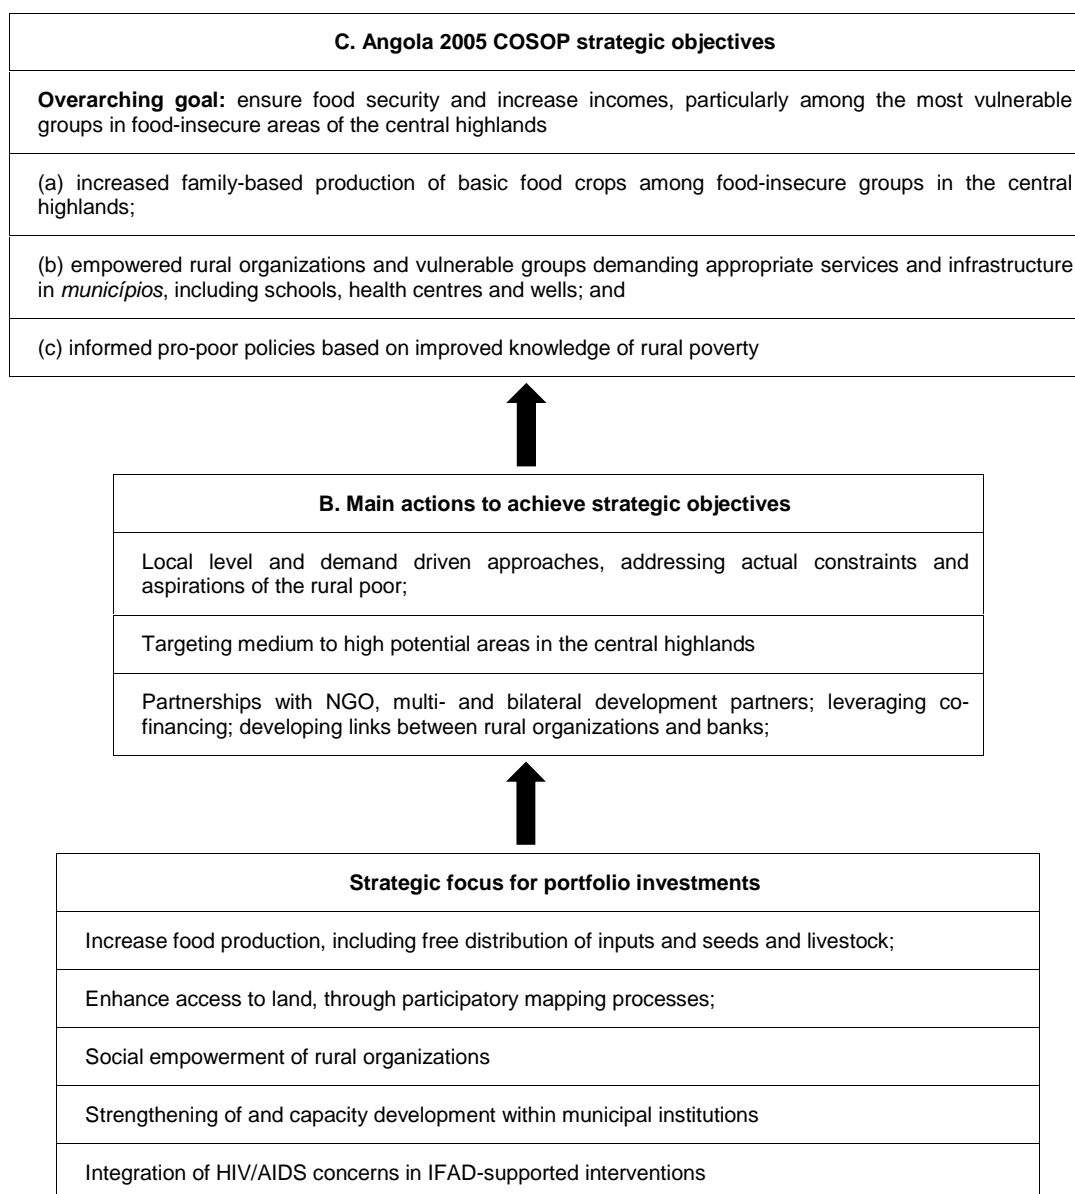 C. Angola 2005 COSOP strategic objectives
Overarching goal: ensure food security and increase incomes, particularly among the most vulnerable
groups in food-insecure areas of the central highlands
(a) increased family-based production of basic food crops among food-insecure groups in the central
highlands;
(b) empowered rural organizations and vulnerable groups demanding appropriate services and infrastructure
in municípios, including schools, health centres and wells; and
(c) informed pro-poor policies based on improved knowledge of rural poverty
B. Main actions to achieve strategic objectives
Local level and demand driven approaches, addressing actual constraints and
aspirations of the rural poor;
Targeting medium to high potential areas in the central highlands
Partnerships with NGO, multi- and bilateral development partners; leveraging co-
financing; developing links between rural organizations and banks;
Strategic focus for portfolio investments
Increase food production, including free distribution of inputs and seeds and livestock;
Enhance access to land, through participatory mapping processes;
Social empowerment of rural organizations
Strengthening of and capacity development within municipal institutions
Integration of HIV/AIDS concerns in IFAD-supported interventions